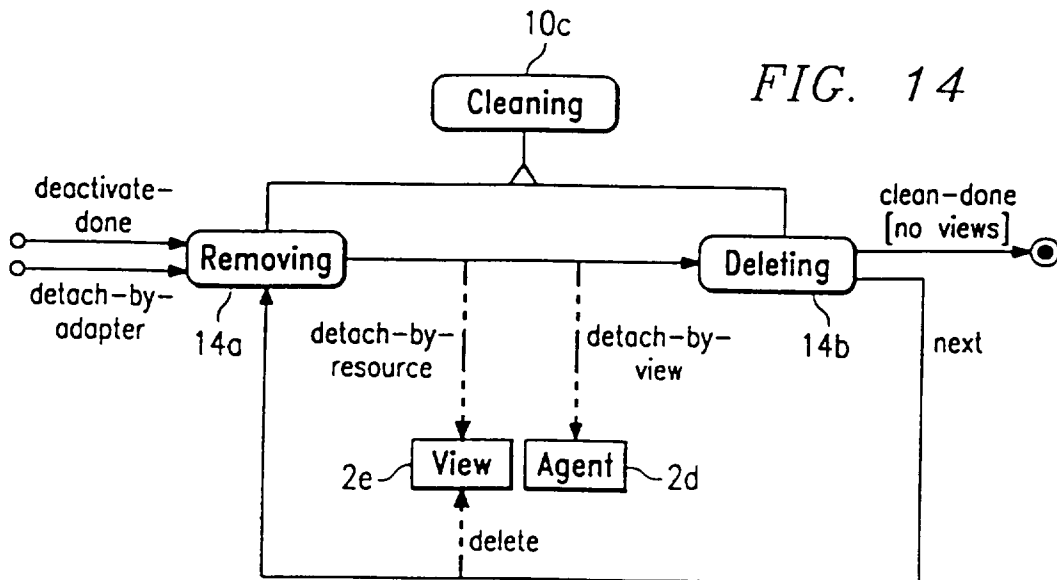 10c
Cleaning
FIG. 14
deactivate-
done
detach-by-
adapter
Removing
14a
Deleting
14b
clean-done
[no views]
next
detach-by-
resource
detach-by-
view
View
2e
Agent
2d
delete